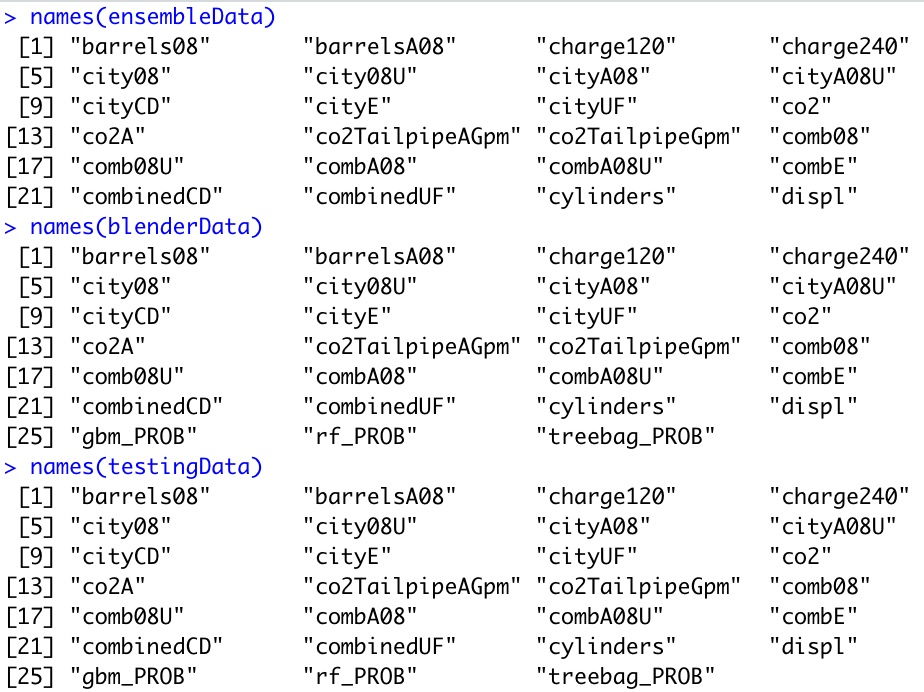 > names(ensembleData)
[1] "barrels08" "barrelsA08" "charge120" "charge240"
[5] "city08" "city08U" "cityA08" "cityA08U"
[9] "cityCD" "cityE" "cityUF" "co2"
[13] "co2A" "co2TailpipeAGpm" "co2TailpipeGpm" "comb08"
[17] "comb08U" "combA08" "combA08U" "combE"
[21] "combinedCD" "combinedUF" "cylinders" "displ"
> names(blenderData)
[1] "barrels08" "barrelsA08" "charge120" "charge240"
[5] "city08" "city08U" "cityA08" "cityA08U"
[9] "cityCD" "cityE" "cityUF" "co2"
[13] "co2A" "co2TailpipeAGpm" "co2TailpipeGpm" "comb08"
[17] "comb08U" "combA08" "combA08U" "combE"
[21] "combinedCD" "combinedUF" "cylinders" "displ"
[25] "gbm_PROB" "rf_PROB" "treebag_PROB"
> names(testingData)
[1] "barrels08" "barrelsA08" "charge120" "charge240"
[5] "city08" "city08U" "cityA08" "cityA08U"
[9] "cityCD" "cityE" "cityUF" "co2"
[13] "co2A" "co2TailpipeAGpm" "co2TailpipeGpm" "comb08"
[17] "comb08U" "combA08" "combA08U" "combE"
[21] "combinedCD" "combinedUF" "cylinders" "displ"
[25] "gbm_PROB" "rf_PROB" "treebag_PROB"